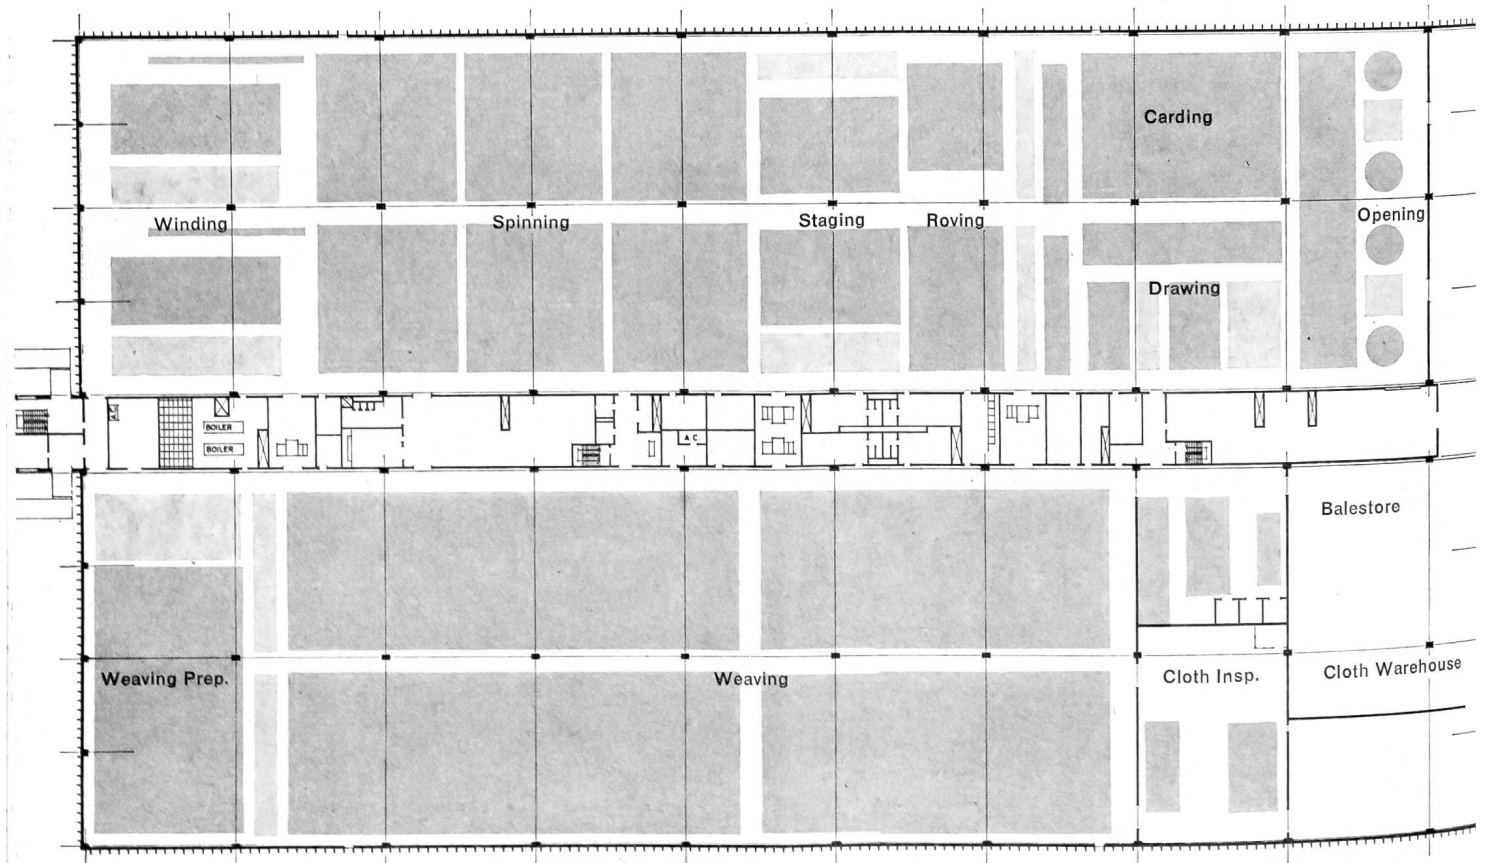 Carding
Winding
Spinning
Staging
Roving
Opening
Drawing
BOILER
BOILER
A.C.
A.C.
Balestore
Weaving Prep.
Weaving
Cloth Insp.
Cloth Warehouse